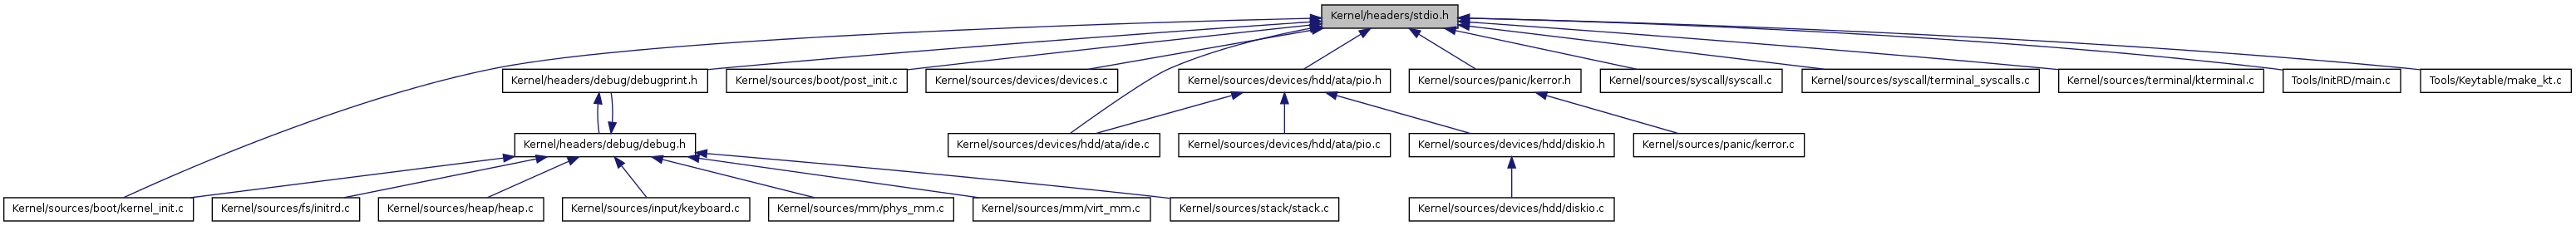 Kernel/headers/stdio.h
Kernel/headers/debug/debugprint.h
Kernel/sources/boot/post_init.c
Kernel/sources/devices/devices.c
Kernel/sources/devices/hdd/ata/pio.h
Kernel/sources/panic/kerror.h
Kernel/sources/syscall/syscall.c
Kernel/sources/syscall/terminal_syscalls.c
Kernel/sources/terminal/kterminal.c
Tools/InitRD/main.c
Tools/Keytable/make_kt.c
Kernel/headers/debug/debug.h
Kernel/sources/devices/hdd/ata/ide.c
Kernel/sources/devices/hdd/ata/pio.c
Kernel/sources/devices/hdd/diskio.h
Kernel/sources/panic/kerror.c
Kernel/sources/boot/kernel_init.c
Kernel/sources/fs/initrd.c
Kernel/sources/heap/heap.c
Kernel/sources/input/keyboard.c
Kernel/sources/mm/phys_mm.c
Kernel/sources/mm/virt_mm.c
Kernel/sources/stack/stack.c
Kernel/sources/devices/hdd/diskio.c